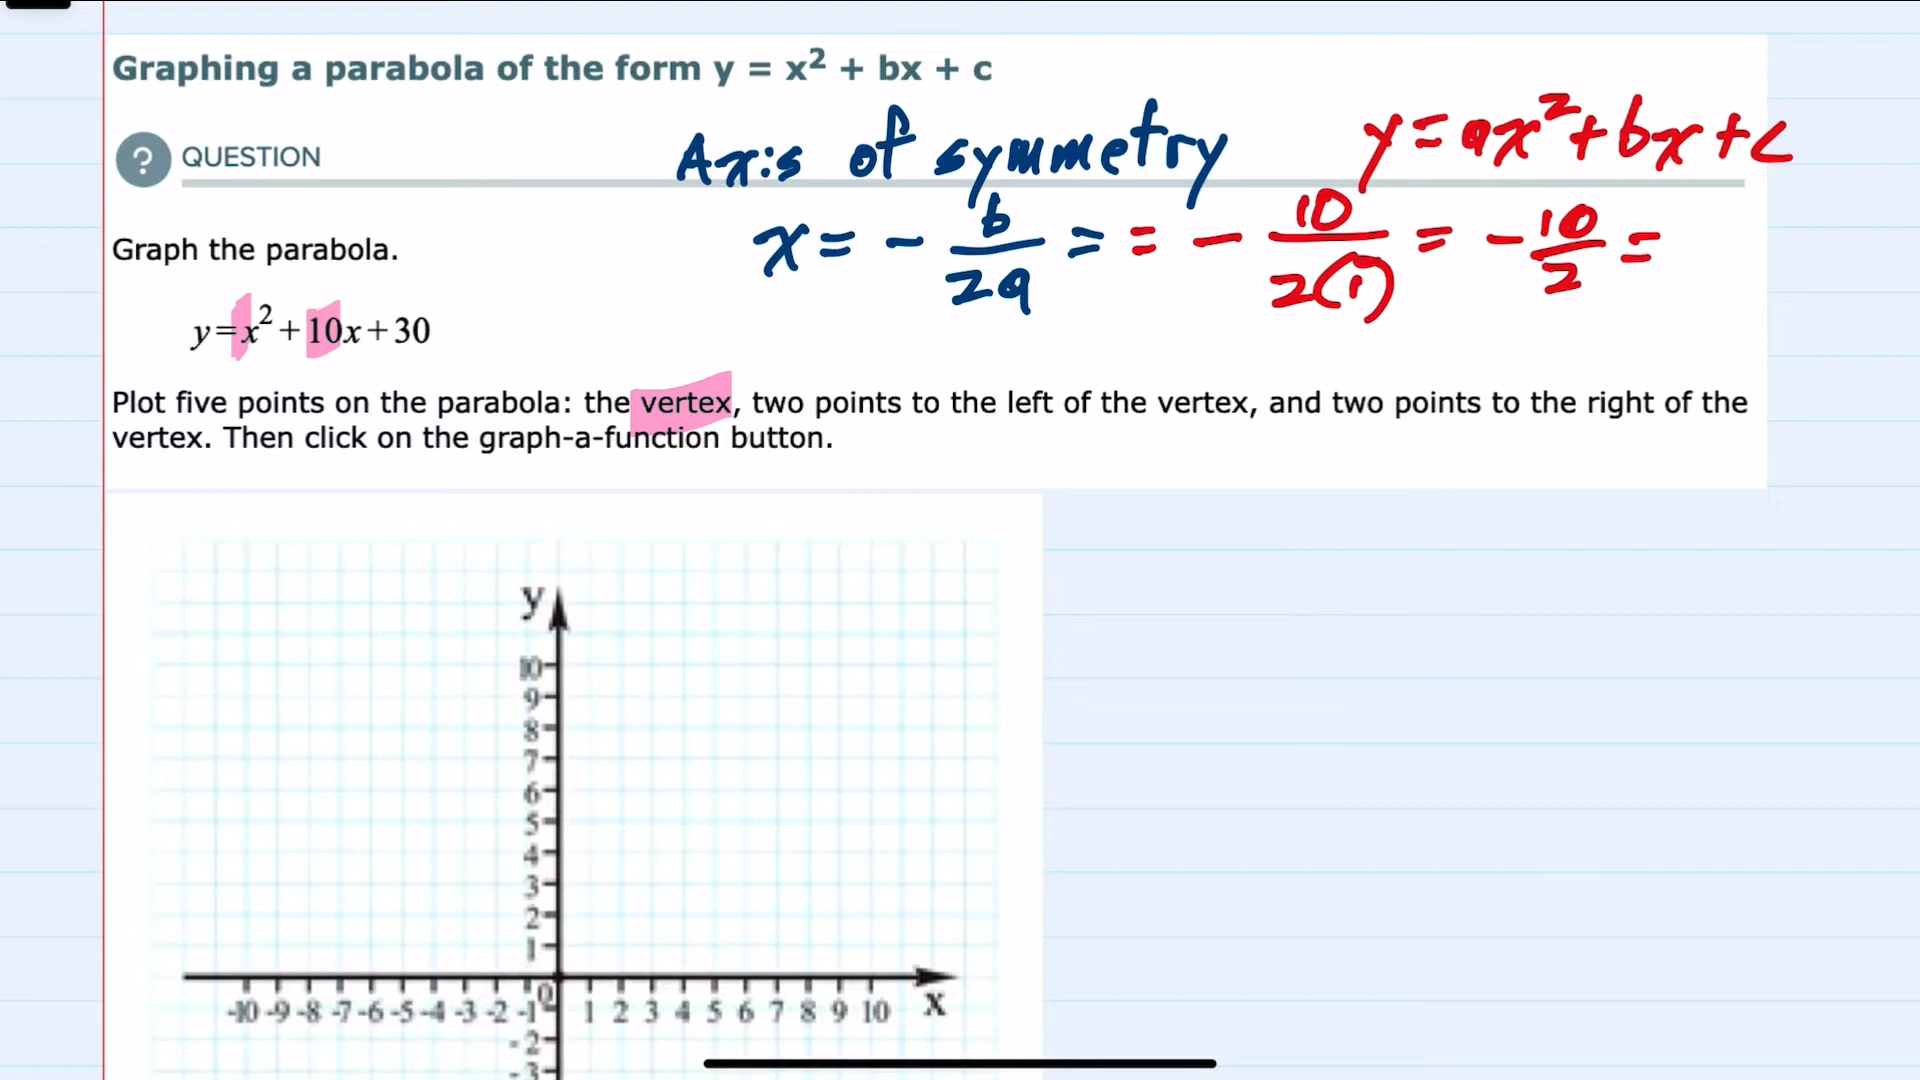 Graphing a parabola of the form y = x² + bx + c
Axis of symmetry
y = ax² + bx + c
? QUESTION
x = - b/2a = = - 10/2(1) = - 10/2 =
Graph the parabola.
y=x²+10x+30
Plot five points on the parabola: the vertex, two points to the left of the vertex, and two points to the right of the
vertex. Then click on the graph-a-function button.
y
10
9
8
7
6
5
4
3
2
1
-10 -9 -8 -7 -6 -5 -4 -3 -2 -1 0 1 2 3 4 5 6 7 8 9 10 x
-2
-3